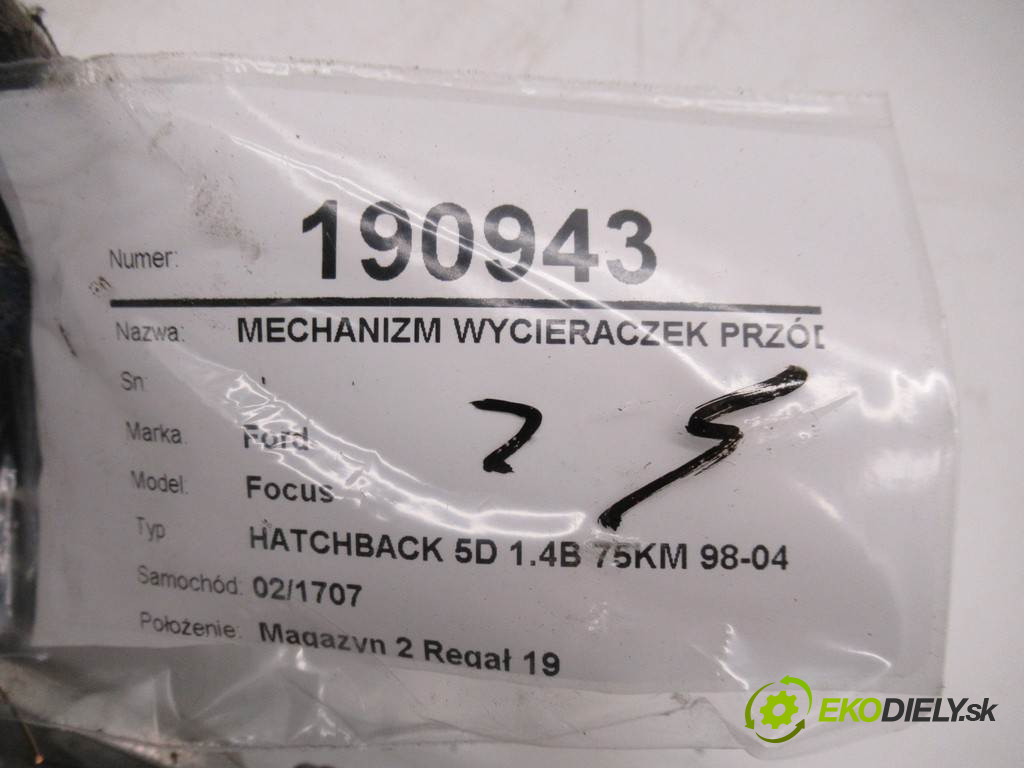 Numer: 190943
Nazwa: MECHANIZM WYCIERACZEK PRZÓD
Sn
Marka: Ford
Model: Focus
Typ HATCHBACK 5D 1.4B 75KM 98-04
Samochód: 02/1707
Położenie: Magazyn 2 Regał 19
EKODIELY.sk